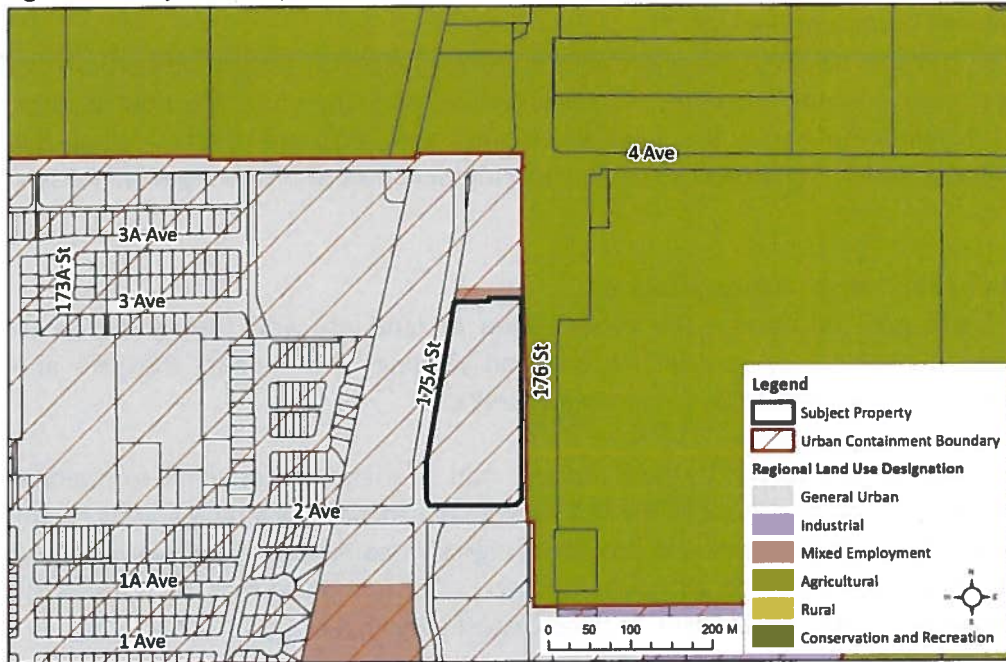 4 Ave
3A Ave
173A St
3 Ave
175A St
176 St
2 Ave
1A Ave
1 Ave
Legend
Subject Property
Urban Containment Boundary
Regional Land Use Designation
General Urban
Industrial
Mixed Employment
Agricultural
Rural
Conservation and Recreation
N
E
S
0 50 100 200 M